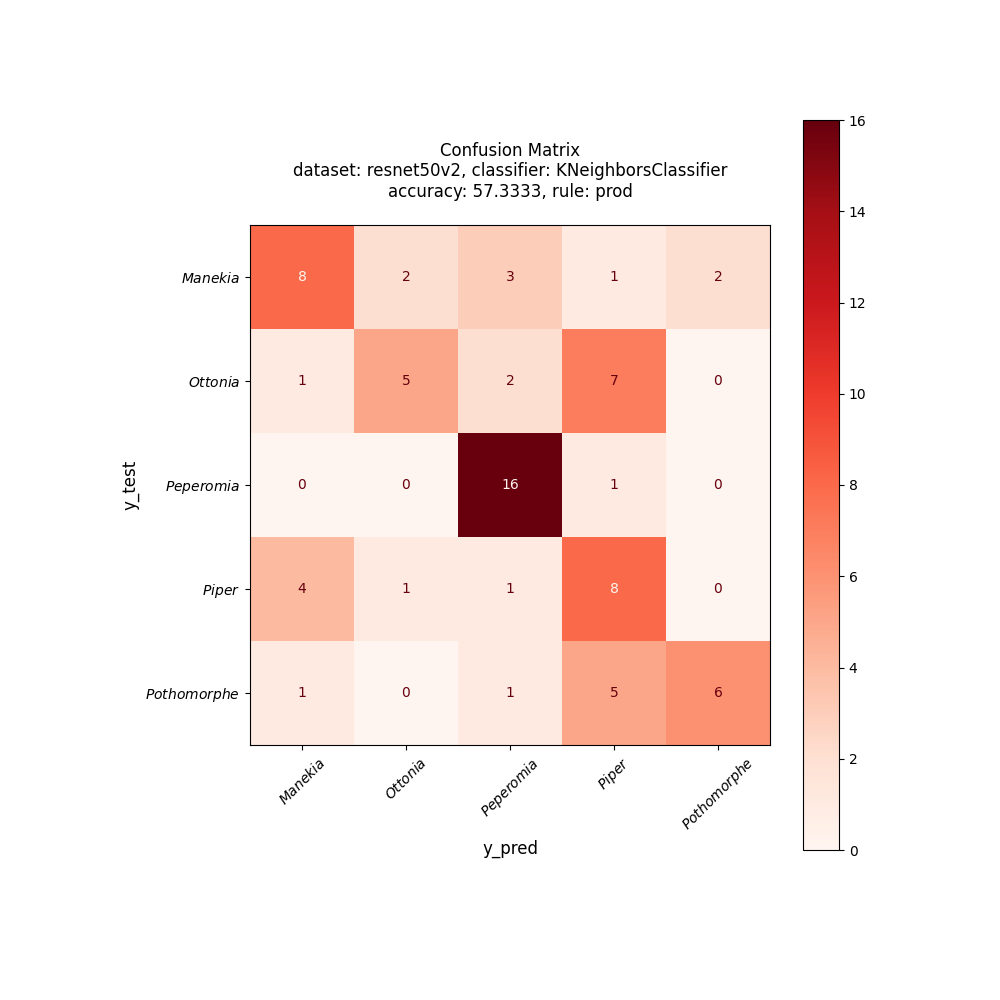 Confusion Matrix
dataset: resnet50v2, classifier: KNeighborsClassifier
accuracy: 57.3333, rule: prod
y_test
Manekia 8 2 3 1 2
Ottonia 1 5 2 7 0
Peperomia 0 0 16 1 0
Piper 4 1 1 8 0
Pothomorphe 1 0 1 5 6
Manekia Ottonia Peperomia Piper Pothomorphe
y_pred
16
14
12
10
8
6
4
2
0